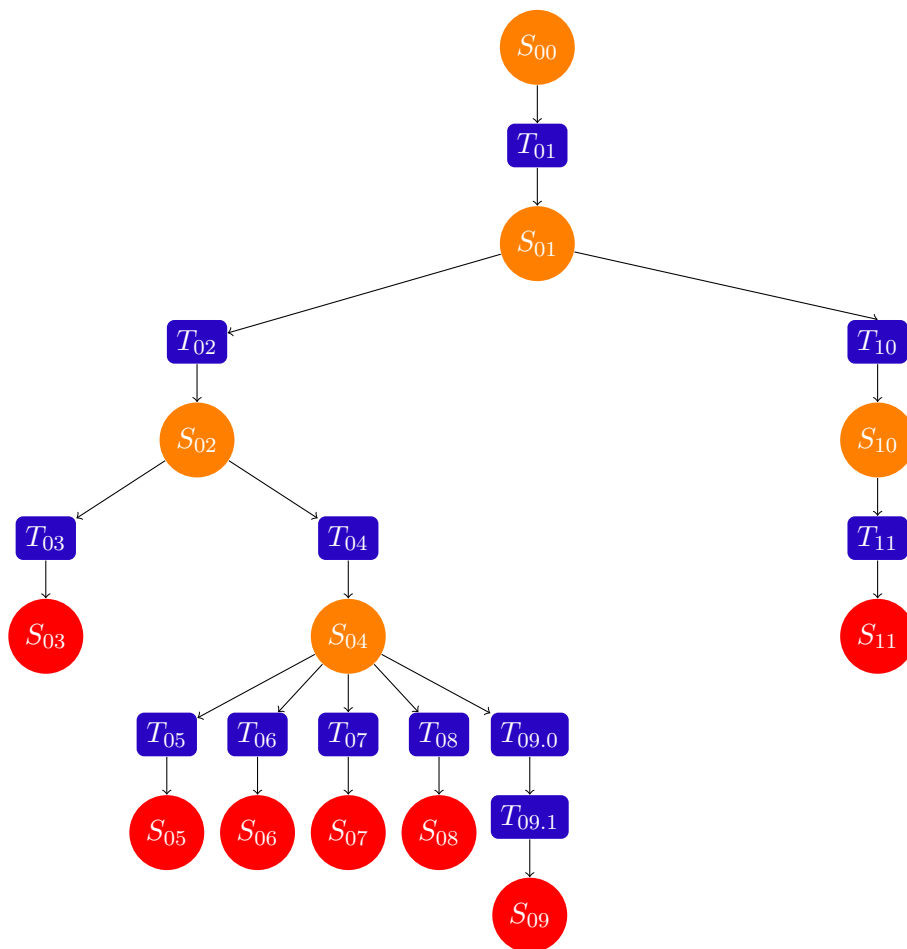 S₀₀
T₀₁
S₀₁
T₀₂ T₁₀
S₀₂ S₁₀
T₀₃ T₀₄ T₁₁
S₀₃ S₀₄ S₁₁
T₀₅ T₀₆ T₀₇ T₀₈ T₀₉.₀
T₀₉.₁
S₀₅ S₀₆ S₀₇ S₀₈
S₀₉